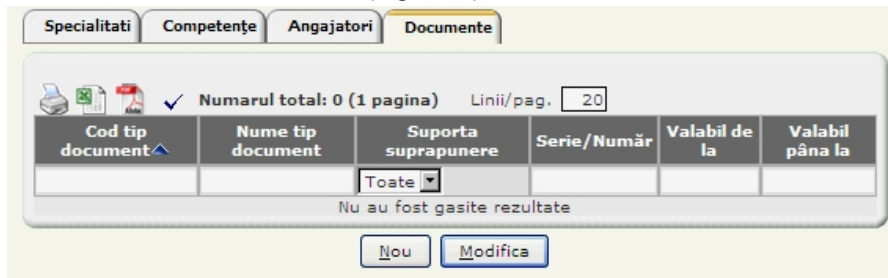 Specialitati Competențe Angajatori Documente
Numarul total: 0 (1 pagina) Linii/pag. 20
Cod tip document Nume tip document Suporta suprapunere Serie/Număr Valabil de la Valabil pâna la
Toate
Nu au fost gasite rezultate
Nou Modifica